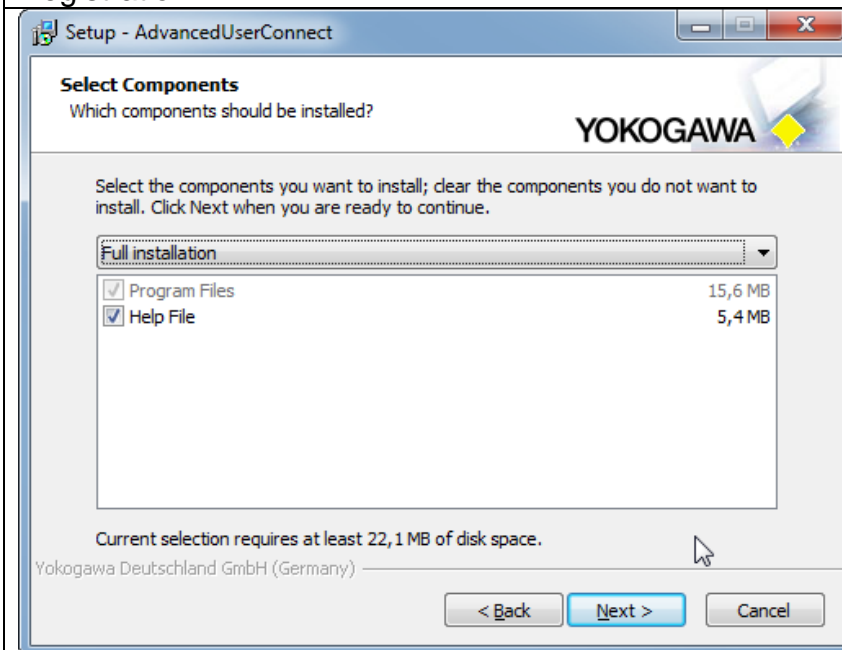 Setup - AdvancedUserConnect
Select Components
Which components should be installed?
YOKOGAWA
Select the components you want to install; clear the components you do not want to
install. Click Next when you are ready to continue.
Full installation
Program Files 15,6 MB
Help File 5,4 MB
Current selection requires at least 22,1 MB of disk space.
Yokogawa Deutschland GmbH (Germany)
< Back Next > Cancel